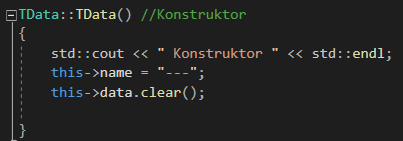 TData::TData() //Konstruktor
{
std::cout << " Konstruktor " << std::endl;
this->name = "---";
this->data.clear();
}